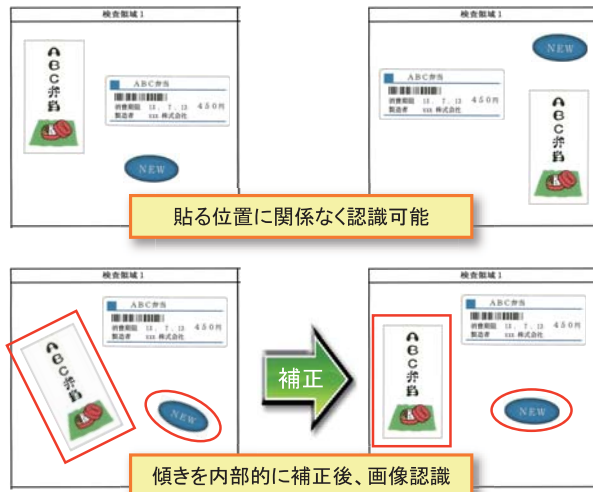 検査領域1
ABC弁当
ABC弁当
消費期限 13. 7. 13 450円
製造者 xxx 株式会社
NEW
検査領域1
NEW
ABC弁当
消費期限 13. 7. 13 450円
製造者 xxx 株式会社
ABC弁当
貼る位置に関係なく認識可能
検査領域1
ABC弁当
消費期限 13. 7. 13 450円
製造者 xxx 株式会社
ABC弁当
NEW
補正
検査領域1
ABC弁当
消費期限 13. 7. 13 450円
製造者 xxx 株式会社
ABC弁当
NEW
傾きを内部的に補正後、画像認識